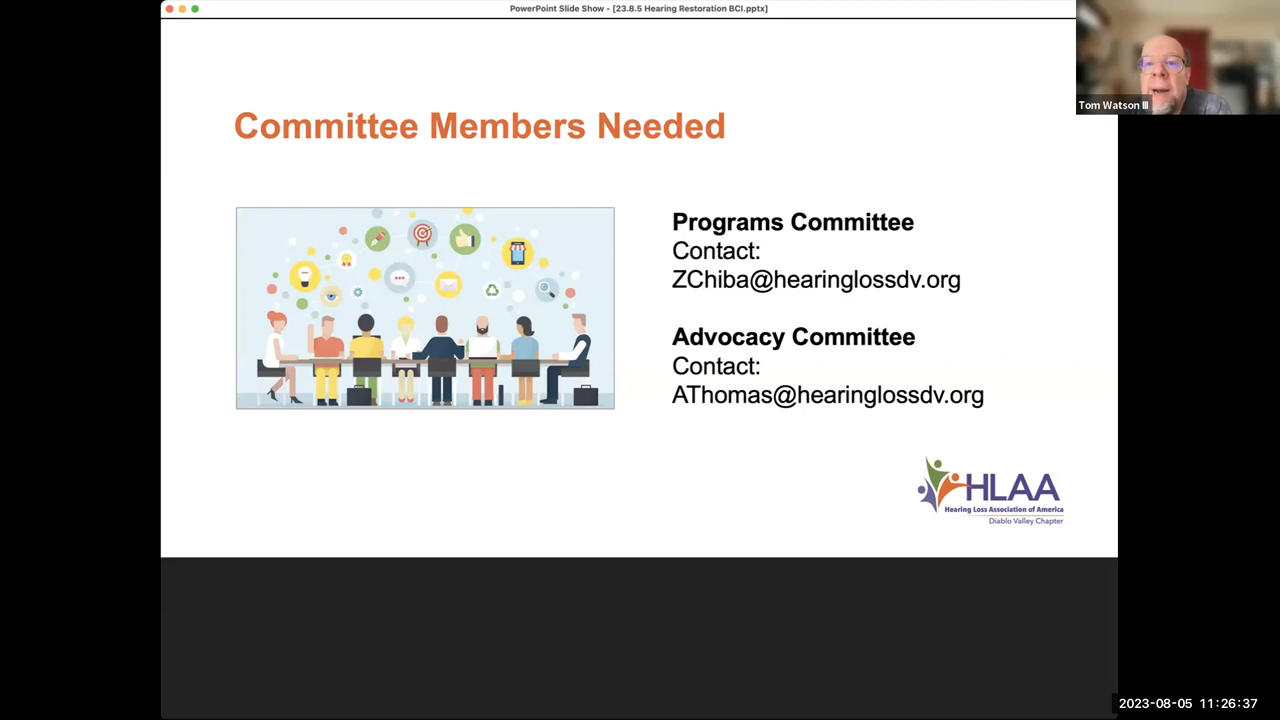 PowerPoint Slide Show - [23.8.5 Hearing Restoration BCI.pptx]
Tom Watson III
Committee Members Needed
Programs Committee
Contact:
ZChiba@hearinglossdv.org
Advocacy Committee
Contact:
AThomas@hearinglossdv.org
HLAA
Hearing Loss Association of America
Diablo Valley Chapter
2023-08-05 11:26:37